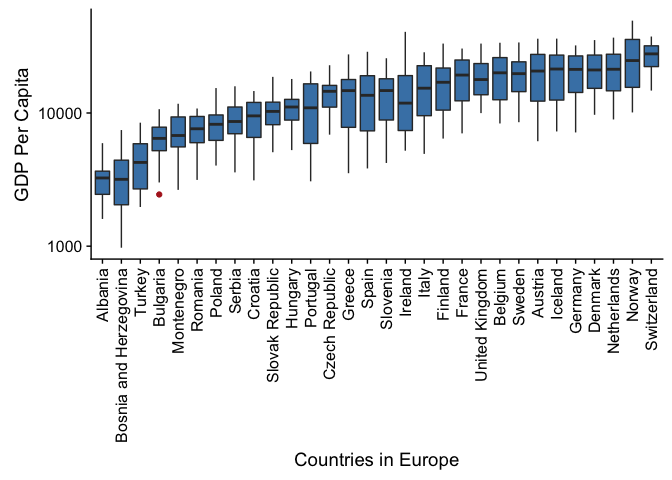 GDP Per Capita
10000
1000
Albania
Bosnia and Herzegovina
Turkey
Bulgaria
Montenegro
Romania
Poland
Serbia
Croatia
Slovak Republic
Hungary
Portugal
Czech Republic
Greece
Spain
Slovenia
Ireland
Italy
Finland
France
United Kingdom
Belgium
Sweden
Austria
Iceland
Germany
Denmark
Netherlands
Norway
Switzerland
Countries in Europe